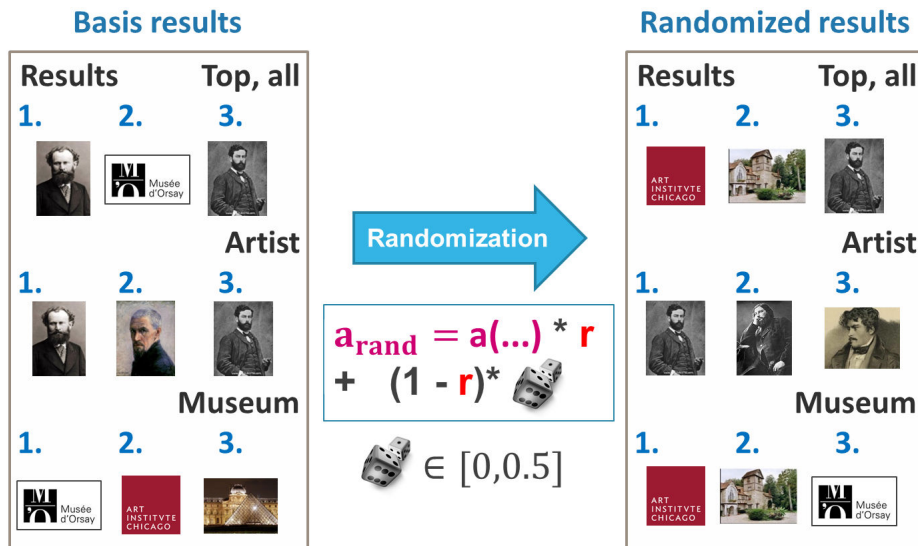 Basis results
Results Top, all
1. 2. 3.
M'O Musée d'Orsay
Artist
1. 2. 3.
Museum
1. 2. 3.
M'O Musée d'Orsay
ART INSTITVTE CHICAGO
Randomization
a_rand = a(...) * r
+ (1 - r)*
∈ [0,0.5]
Randomized results
Results Top, all
1. 2. 3.
ART INSTITVTE CHICAGO
Artist
1. 2. 3.
Museum
1. 2. 3.
ART INSTITVTE CHICAGO
M'O Musée d'Orsay